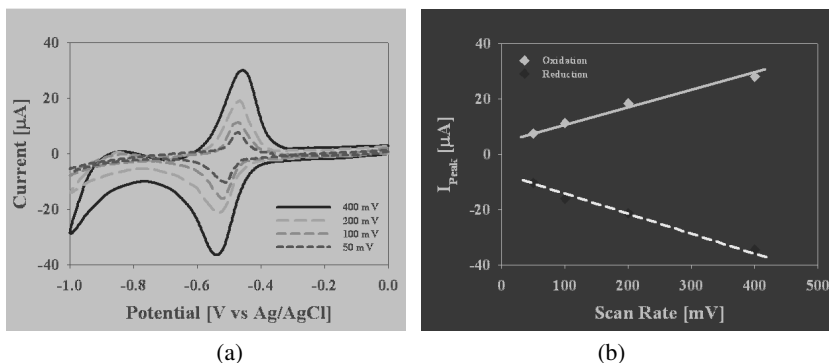 40
20
0
-20
-40
Current [µA]
-1.0 -0.8 -0.6 -0.4 -0.2 0.0
Potential [V vs Ag/AgCl]
400 mV
200 mV
100 mV
50 mV
(a)
40
20
0
-20
-40
I Peak [µA]
Oxidation
Reduction
0 100 200 300 400 500
Scan Rate [mV]
(b)